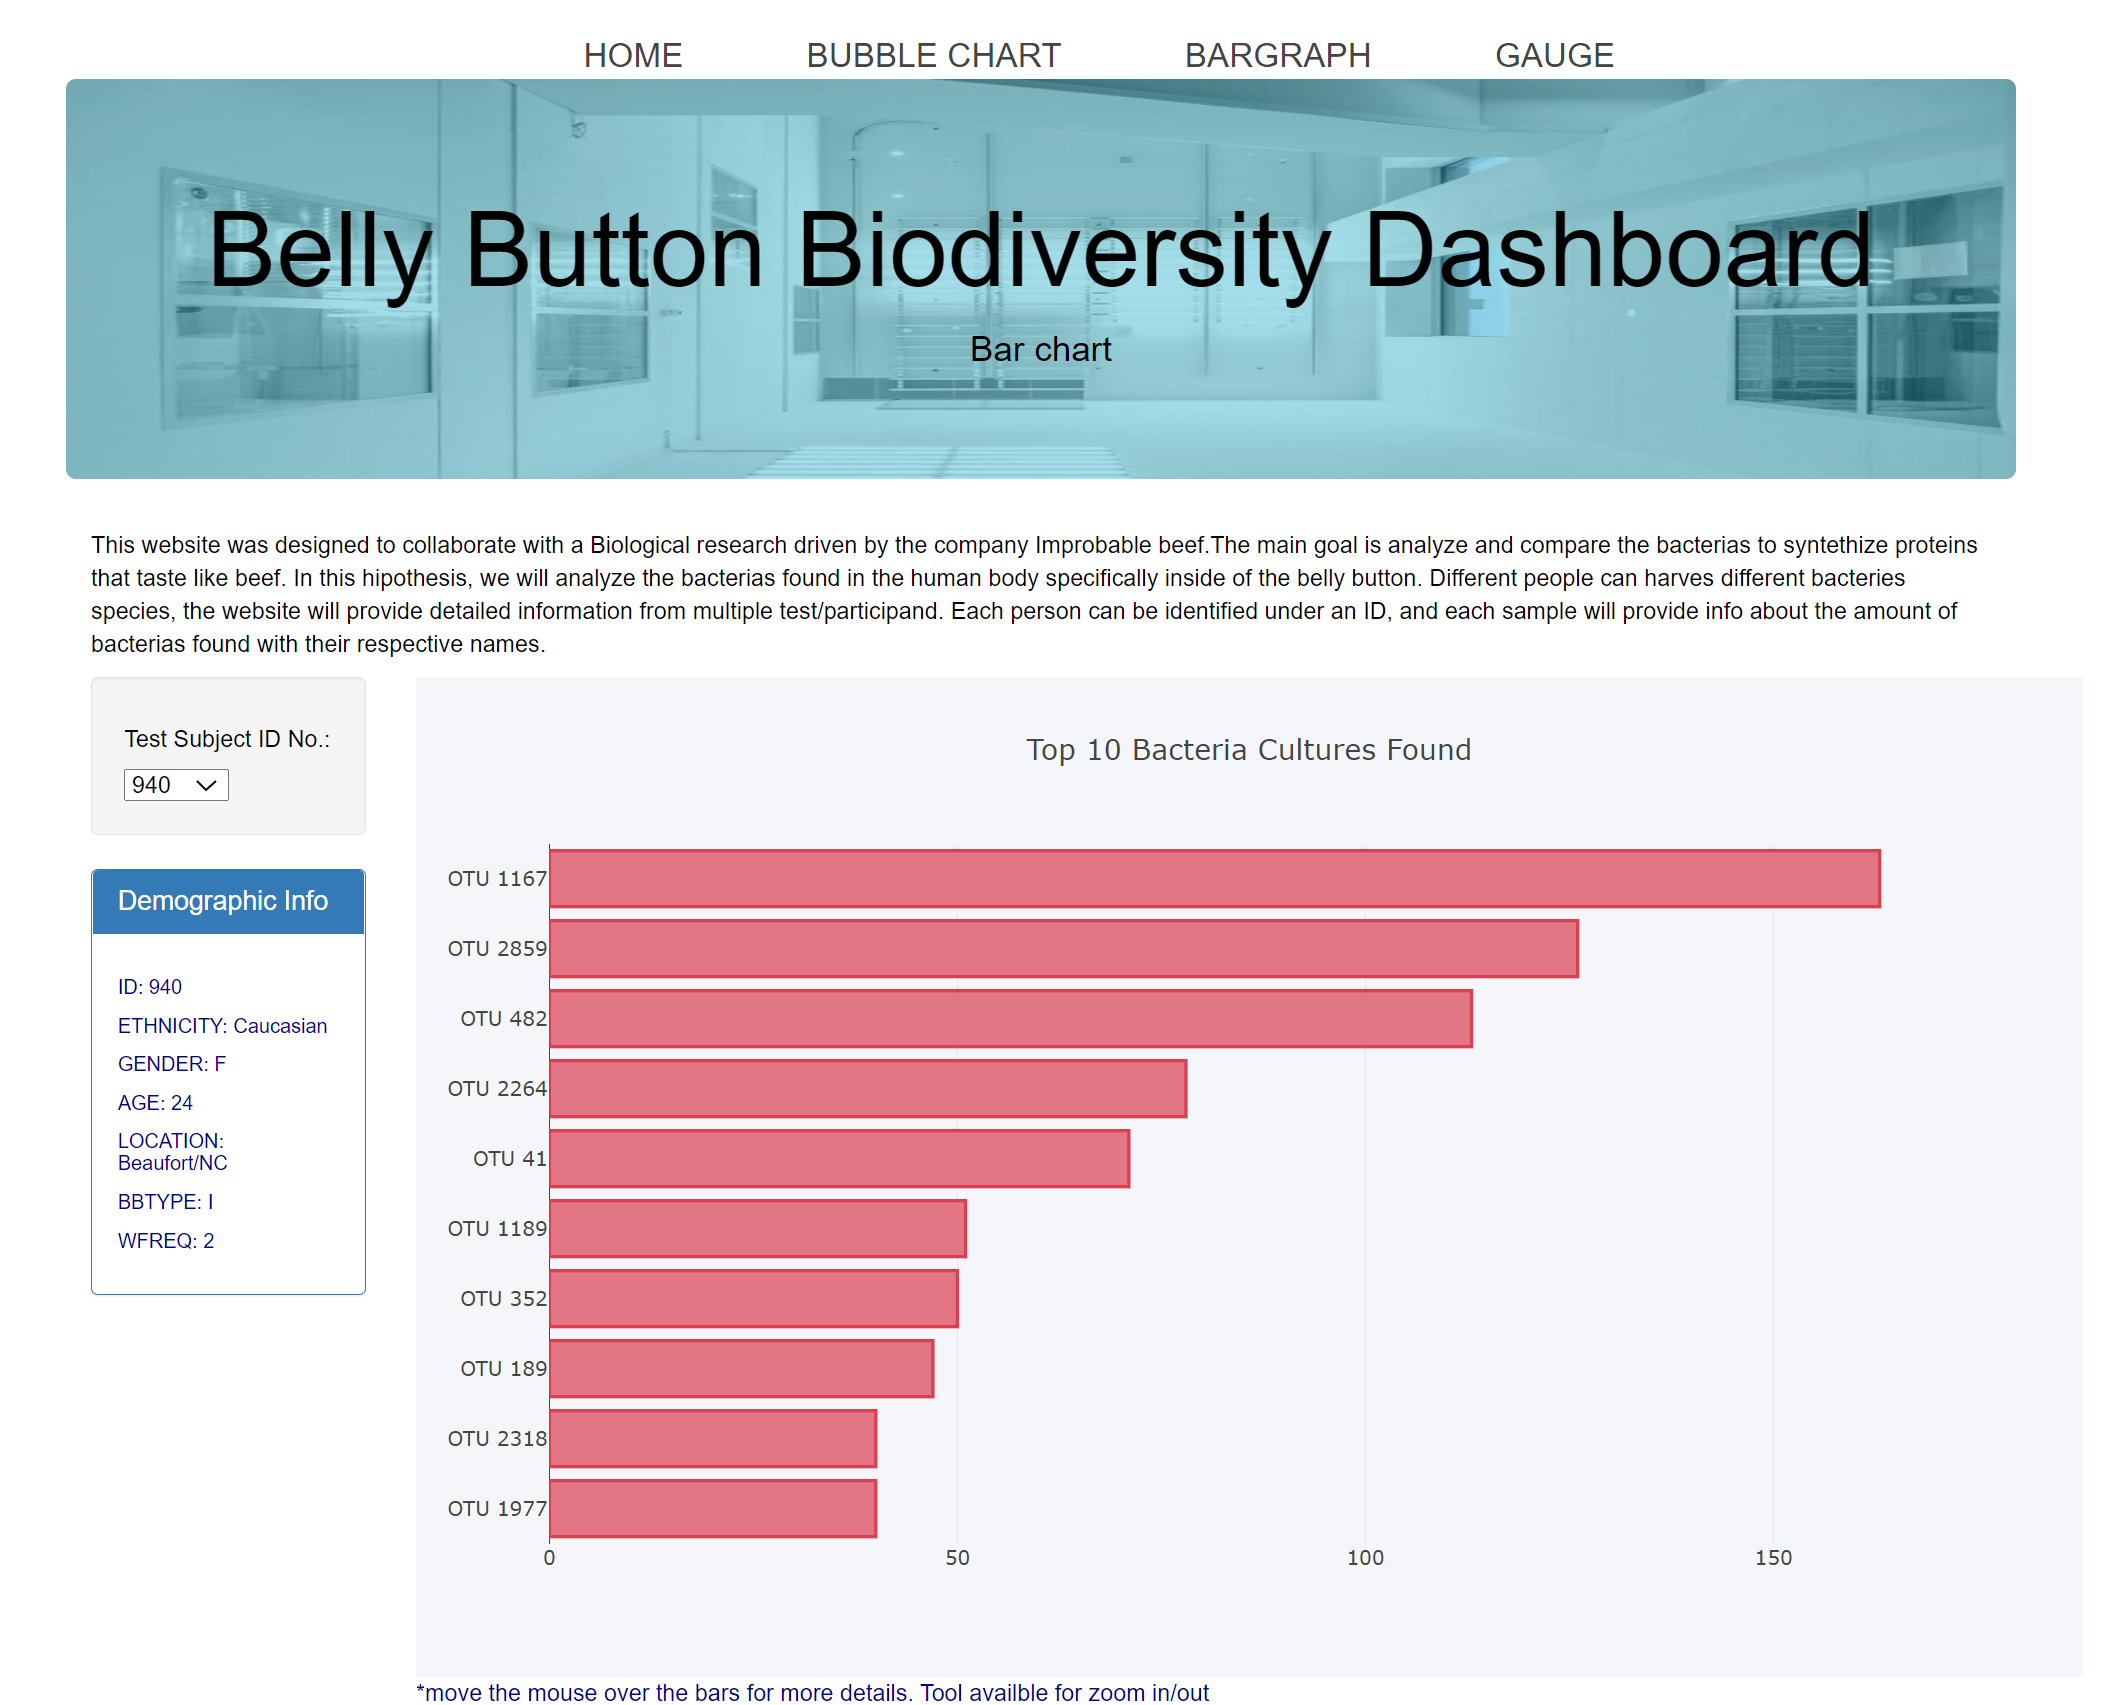 HOME BUBBLE CHART BARGRAPH GAUGE
Belly Button Biodiversity Dashboard
Bar chart
This website was designed to collaborate with a Biological research driven by the company Improbable beef.The main goal is analyze and compare the bacterias to syntethize proteins
that taste like beef. In this hipothesis, we will analyze the bacterias found in the human body specifically inside of the belly button. Different people can harves different bacteries
species, the website will provide detailed information from multiple test/participand. Each person can be identified under an ID, and each sample will provide info about the amount of
bacterias found with their respective names.
Test Subject ID No.:
940
Demographic Info
ID: 940
ETHNICITY: Caucasian
GENDER: F
AGE: 24
LOCATION:
Beaufort/NC
BBTYPE: I
WFREQ: 2
Top 10 Bacteria Cultures Found
OTU 1167
OTU 2859
OTU 482
OTU 2264
OTU 41
OTU 1189
OTU 352
OTU 189
OTU 2318
OTU 1977
0 50 100 150
*move the mouse over the bars for more details. Tool availble for zoom in/out